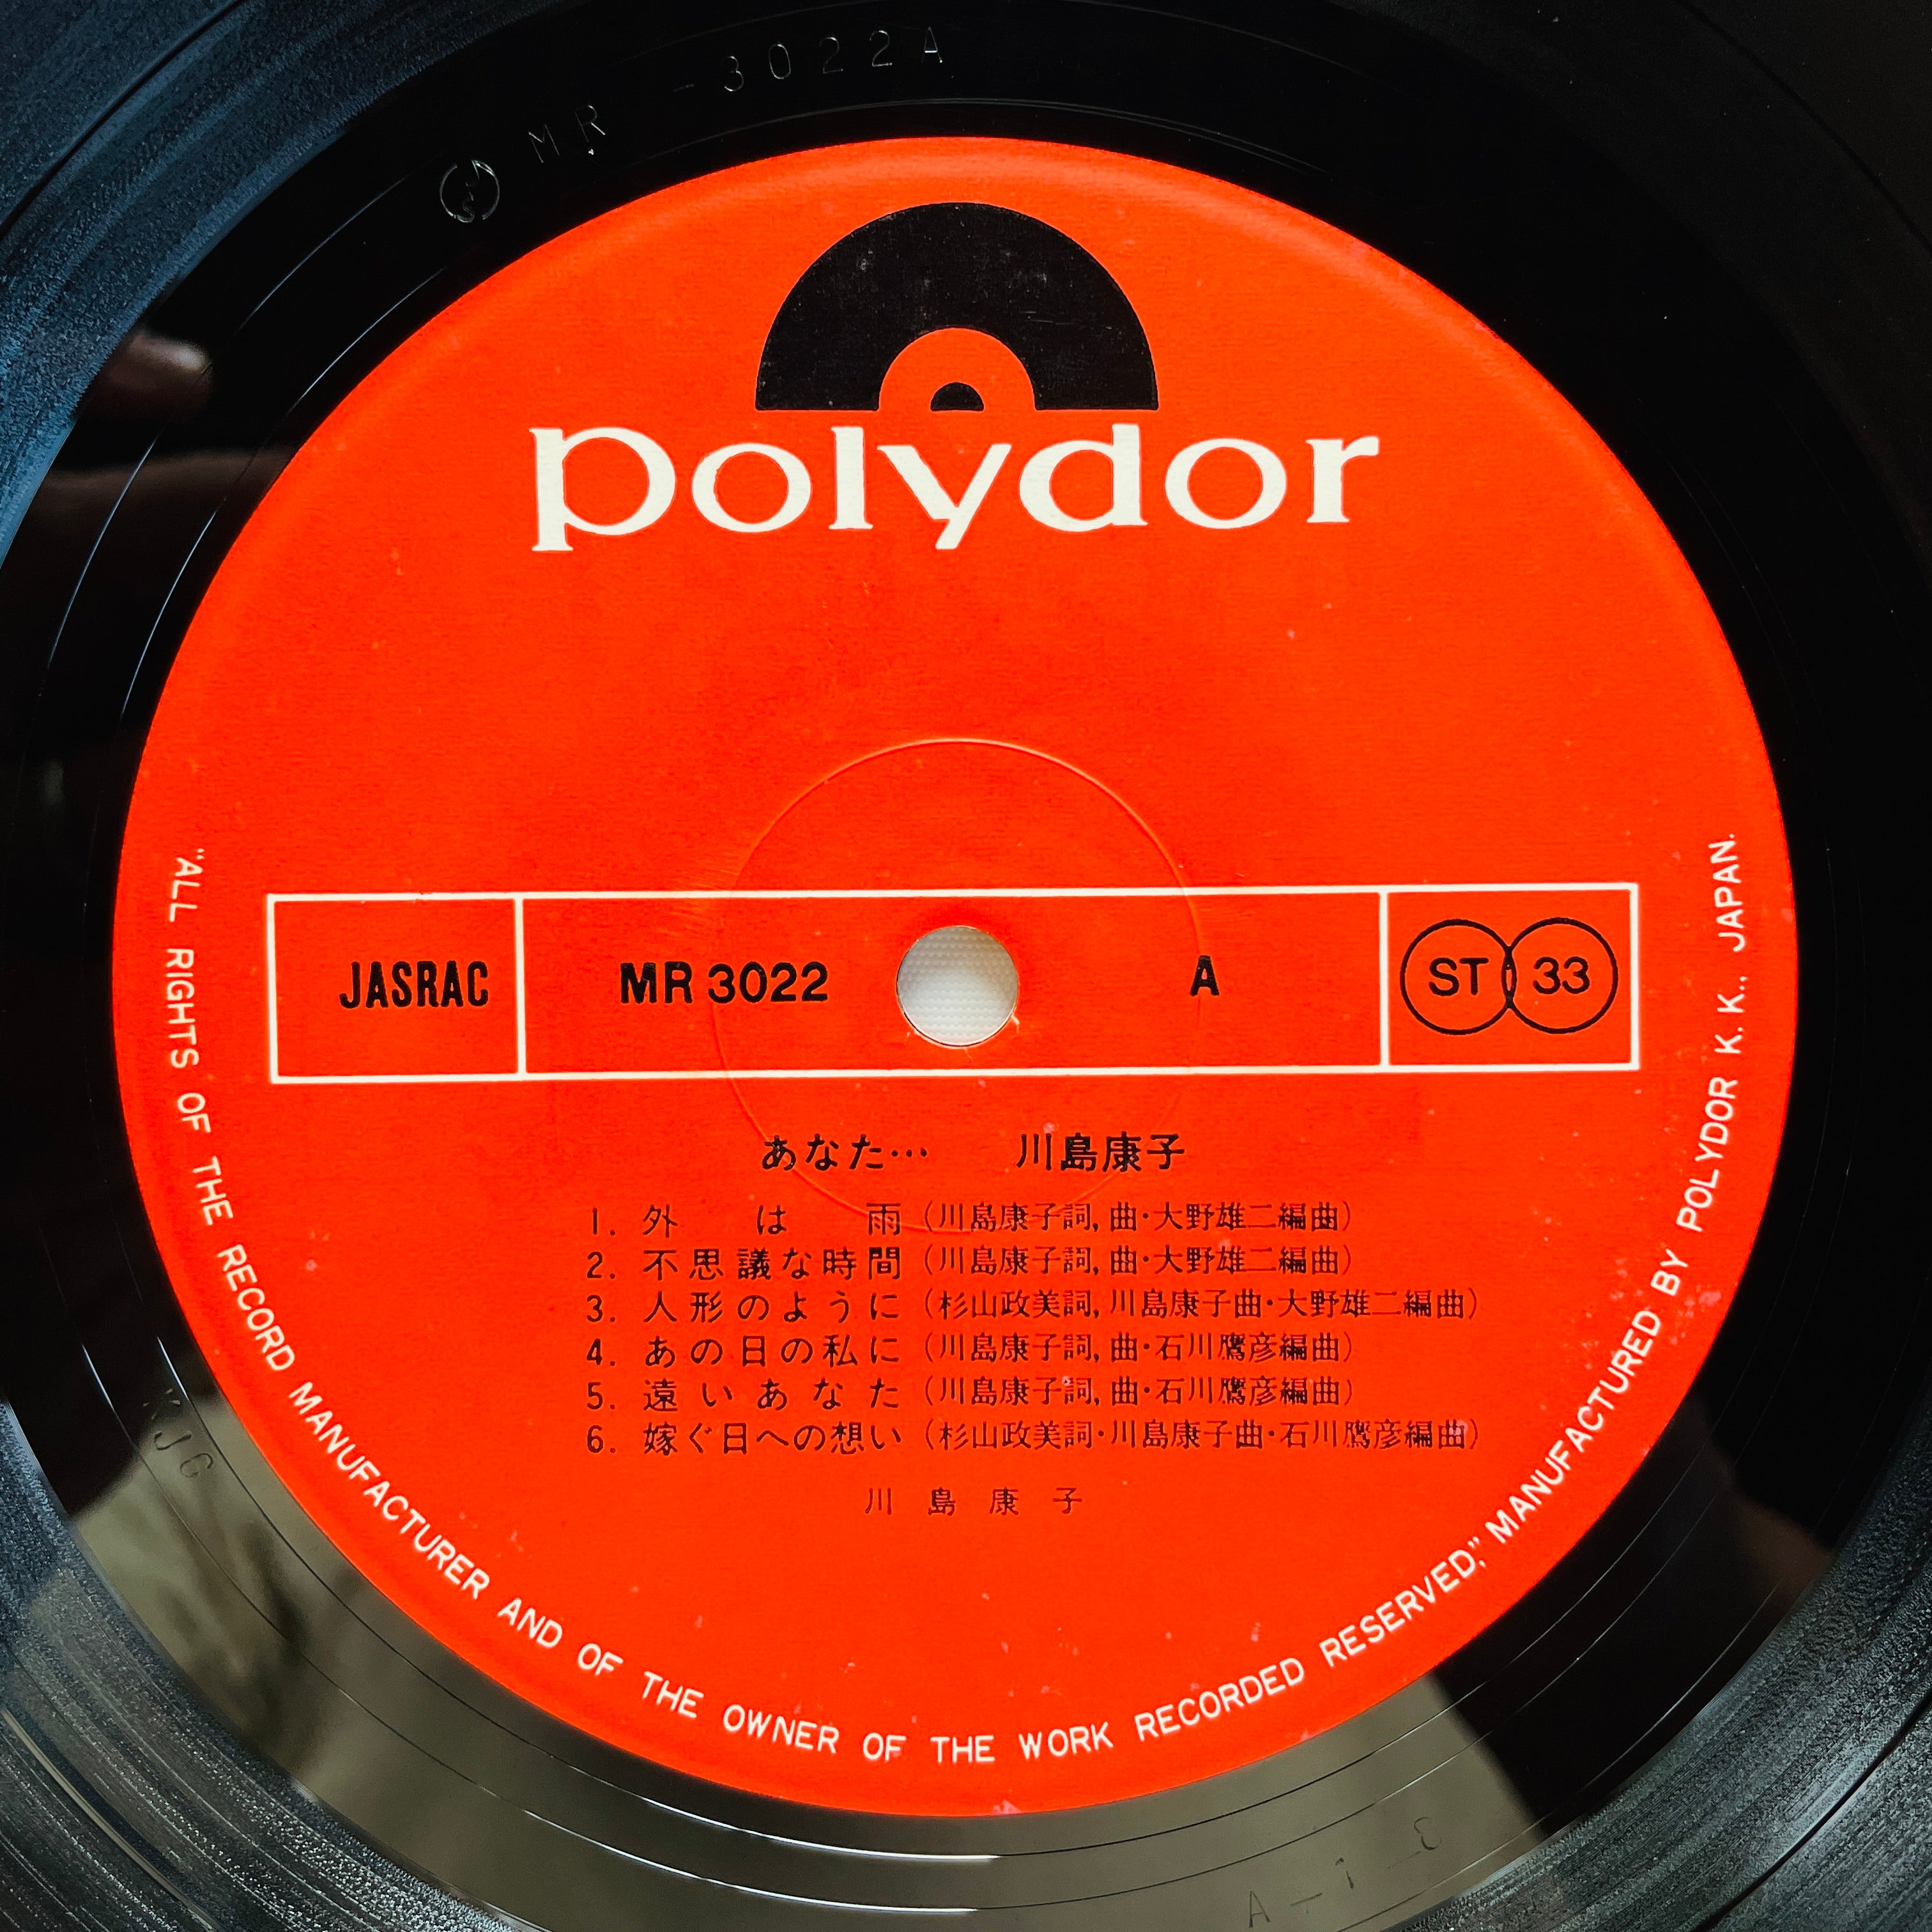 MR -3022A
polydor
JASRAC MR 3022 A ST 33
あなた… 川島康子
1. 外は雨 (川島康子詞, 曲・大野雄二編曲)
2. 不思議な時間 (川島康子詞, 曲・大野雄二編曲)
3. 人形のように (杉山政美詞, 川島康子曲・大野雄二編曲)
4. あの日の私に (川島康子詞, 曲・石川鷹彦編曲)
5. 遠いあなた (川島康子詞, 曲・石川鷹彦編曲)
6. 嫁ぐ日への想い (杉山政美詞・川島康子曲・石川鷹彦編曲)
川島康子
"ALL RIGHTS OF THE RECORD MANUFACTURER AND OF THE OWNER OF THE WORK RECORDED RESERVED," MANUFACTURED BY POLYDOR K. K., JAPAN.